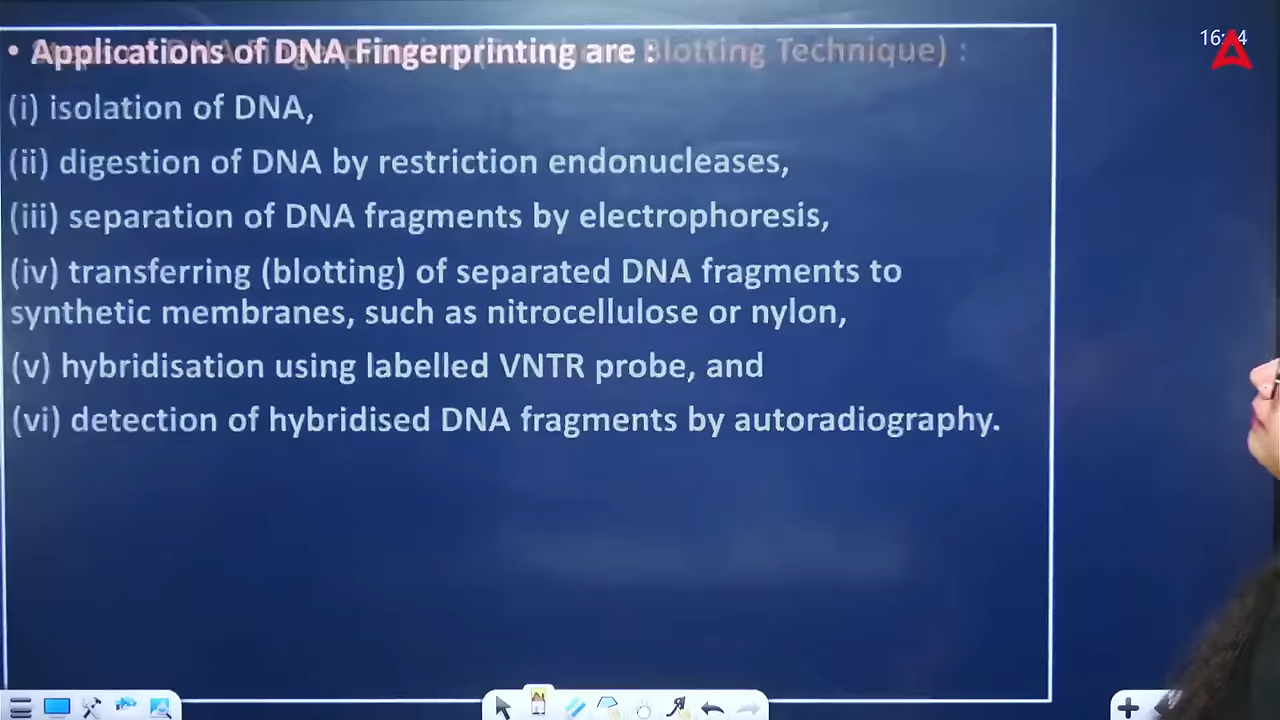 • Applications of DNA Fingerprinting are :
Blotting Technique) :
(i) isolation of DNA,
(ii) digestion of DNA by restriction endonucleases,
(iii) separation of DNA fragments by electrophoresis,
(iv) transferring (blotting) of separated DNA fragments to
synthetic membranes, such as nitrocellulose or nylon,
(v) hybridisation using labelled VNTR probe, and
(vi) detection of hybridised DNA fragments by autoradiography.